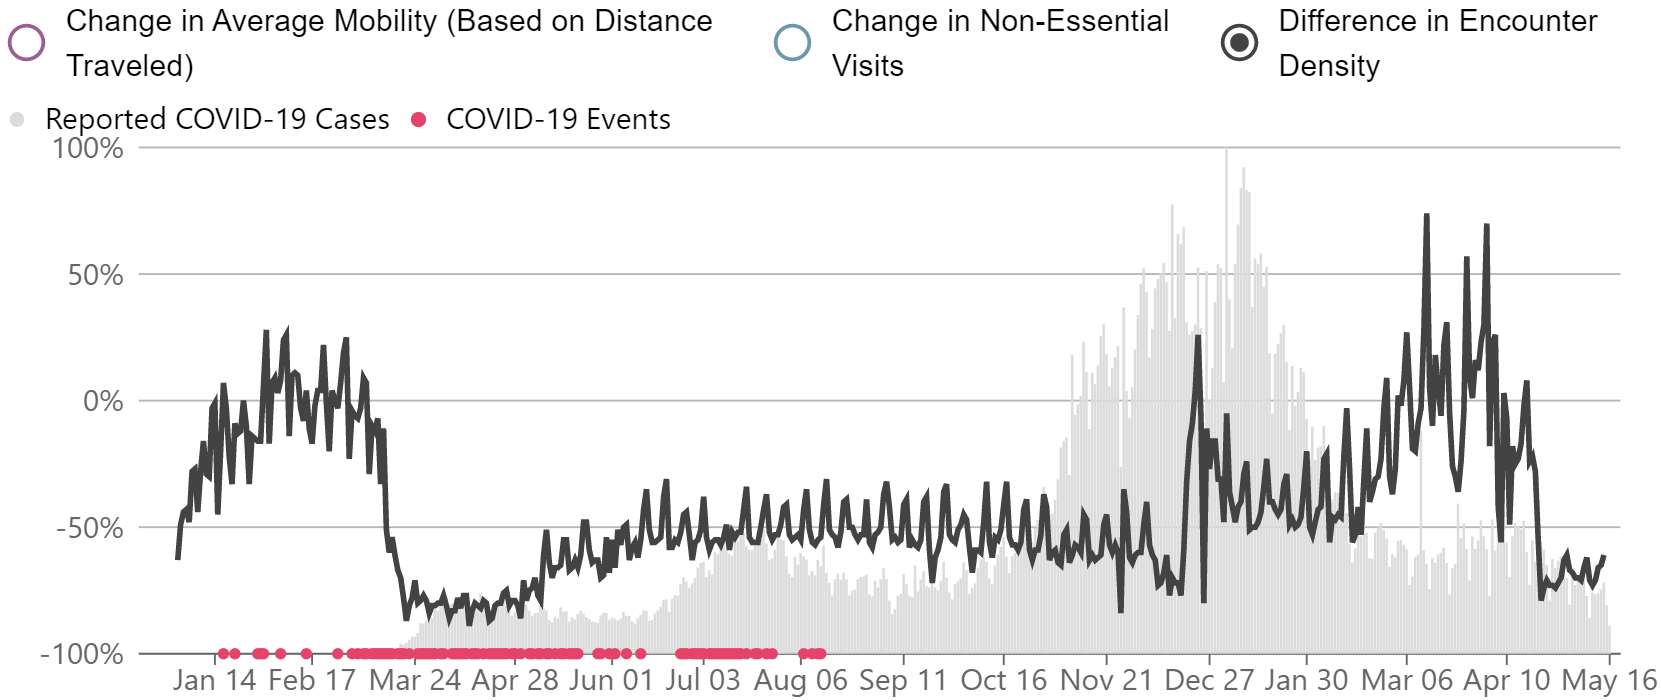 Change in Average Mobility (Based on Distance
Traveled)
Change in Non-Essential
Visits
Difference in Encounter
Density
Reported COVID-19 Cases
COVID-19 Events
100%
50%
0%
-50%
-100%
Jan 14
Feb 17
Mar 24
Apr 28
Jun 01
Jul 03
Aug 06
Sep 11
Oct 16
Nov 21
Dec 27
Jan 30
Mar 06
Apr 10
May 16